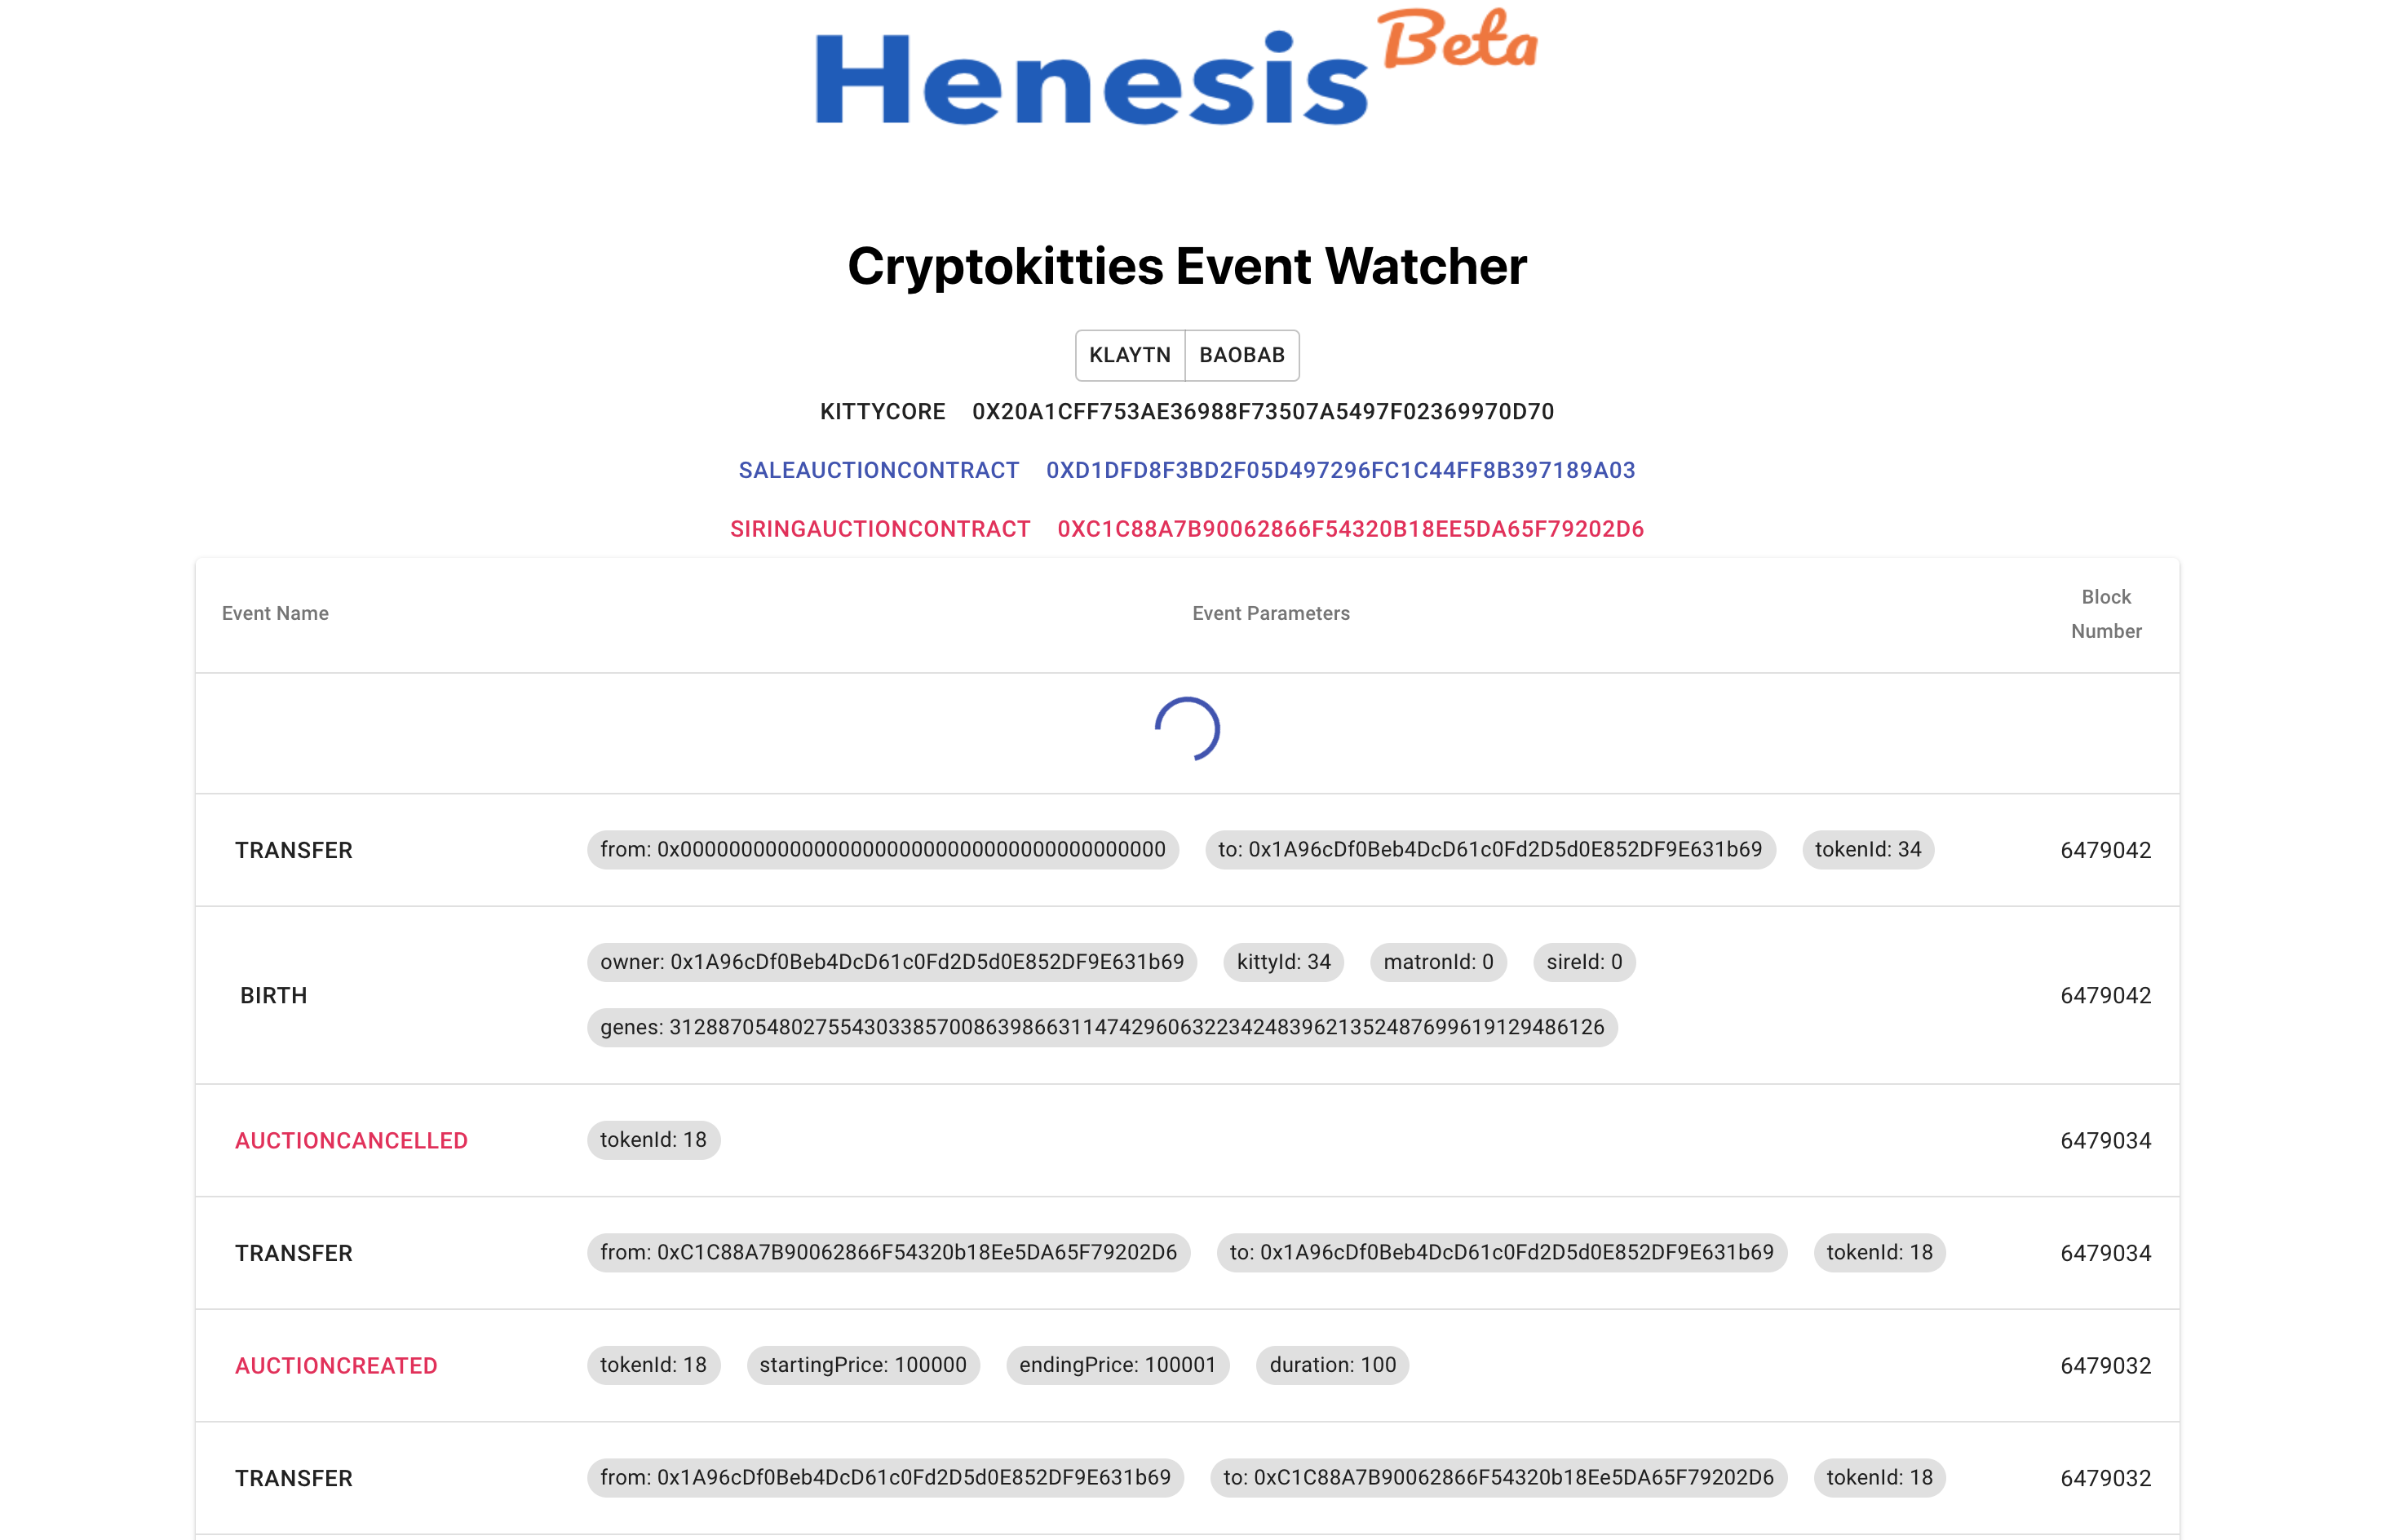 Henesis Beta
Cryptokitties Event Watcher
KLAYTN BAOBAB
KITTYCORE 0X20A1CFF753AE36988F73507A5497F02369970D70
SALEAUCTIONCONTRACT 0XD1DFD8F3BD2F05D497296FC1C44FF8B397189A03
SIRINGAUCTIONCONTRACT 0XC1C88A7B90062866F54320B18EE5DA65F79202D6
Event Name Event Parameters Block Number
TRANSFER from: 0x0000000000000000000000000000000000000000 to: 0x1A96cDf0Beb4DcD61c0Fd2D5d0E852DF9E631b69 tokenId: 34 6479042
BIRTH owner: 0x1A96cDf0Beb4DcD61c0Fd2D5d0E852DF9E631b69 kittyId: 34 matronId: 0 sireId: 0 6479042
genes: 312887054802755430338570086398663114742960632234248396213524876996191294861​26
AUCTIONCANCELLED tokenId: 18 6479034
TRANSFER from: 0xC1C88A7B90062866F54320b18Ee5DA65F79202D6 to: 0x1A96cDf0Beb4DcD61c0Fd2D5d0E852DF9E631b69 tokenId: 18 6479034
AUCTIONCREATED tokenId: 18 startingPrice: 100000 endingPrice: 100001 duration: 100 6479032
TRANSFER from: 0x1A96cDf0Beb4DcD61c0Fd2D5d0E852DF9E631b69 to: 0xC1C88A7B90062866F54320b18Ee5DA65F79202D6 tokenId: 18 6479032